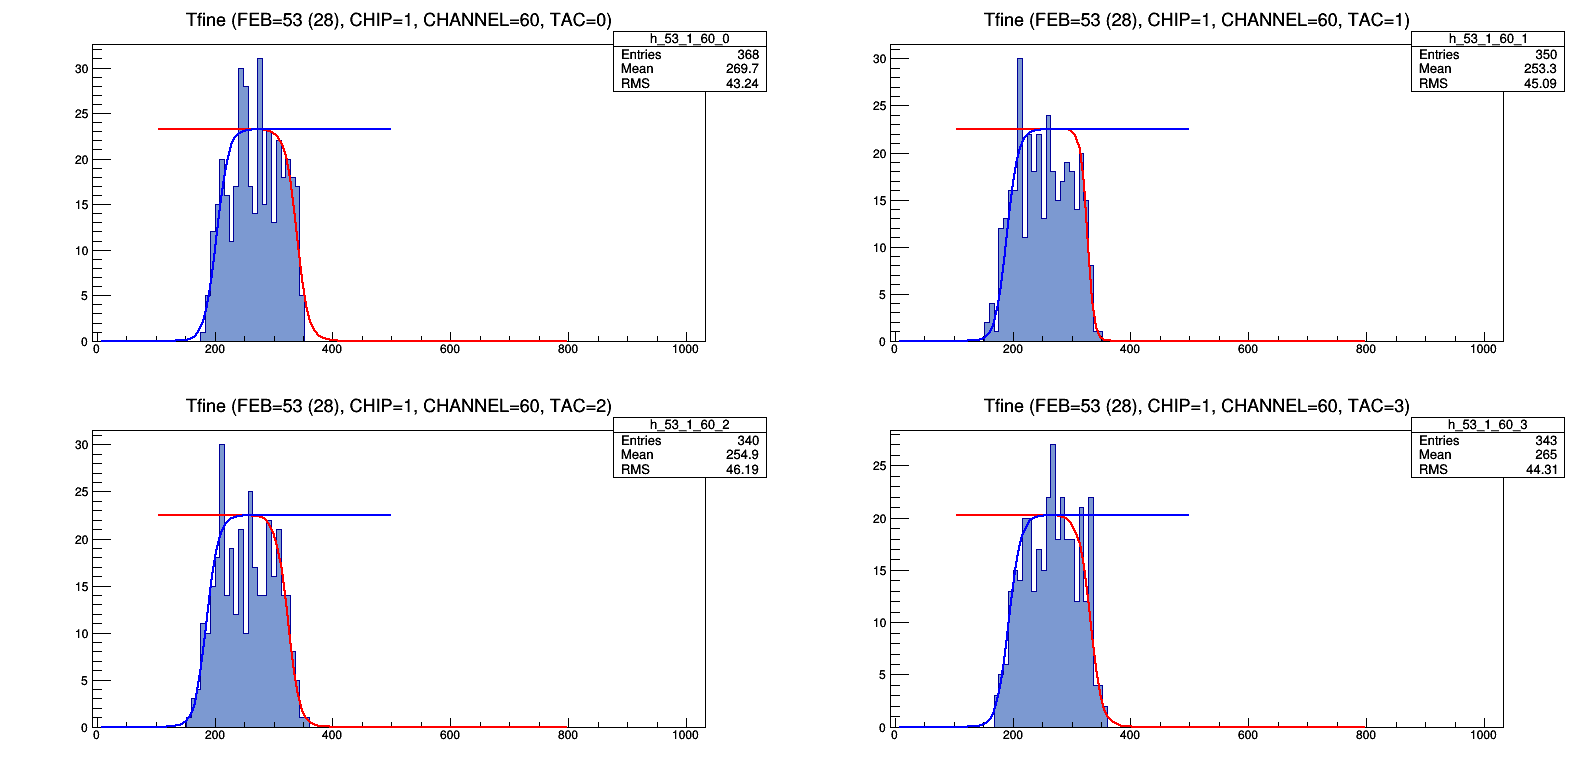 Tfine (FEB=53 (28), CHIP=1, CHANNEL=60, TAC=0)
h_53_1_60_0
Entries 368
Mean 269.7
RMS 43.24
30
25
20
15
10
5
0
0 200 400 600 800 1000
Tfine (FEB=53 (28), CHIP=1, CHANNEL=60, TAC=1)
h_53_1_60_1
Entries 350
Mean 253.3
RMS 45.09
30
25
20
15
10
5
0
0 200 400 600 800 1000
Tfine (FEB=53 (28), CHIP=1, CHANNEL=60, TAC=2)
h_53_1_60_2
Entries 340
Mean 254.9
RMS 46.19
30
25
20
15
10
5
0
0 200 400 600 800 1000
Tfine (FEB=53 (28), CHIP=1, CHANNEL=60, TAC=3)
h_53_1_60_3
Entries 343
Mean 265
RMS 44.31
25
20
15
10
5
0
0 200 400 600 800 1000